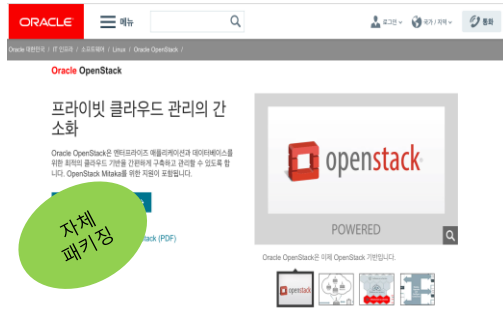 ORACLE 메뉴 로그인 국가 / 지역 통화
Oracle 대한민국 / IT 인프라 / 소프트웨어 / Linux / Oracle OpenStack /
Oracle OpenStack
프라이빗 클라우드 관리의 간
소화
Oracle OpenStack은 엔터프라이즈 애플리케이션과 데이터베이스를
위한 최적의 클라우드 기반을 간편하게 구축하고 관리할 수 있도록 합
니다. OpenStack Mitaka를 위한 지원이 포함됩니다.
자체
패키징
tack (PDF)
openstack
POWERED
Oracle OpenStack은 이제 OpenStack 기반입니다.
openstack